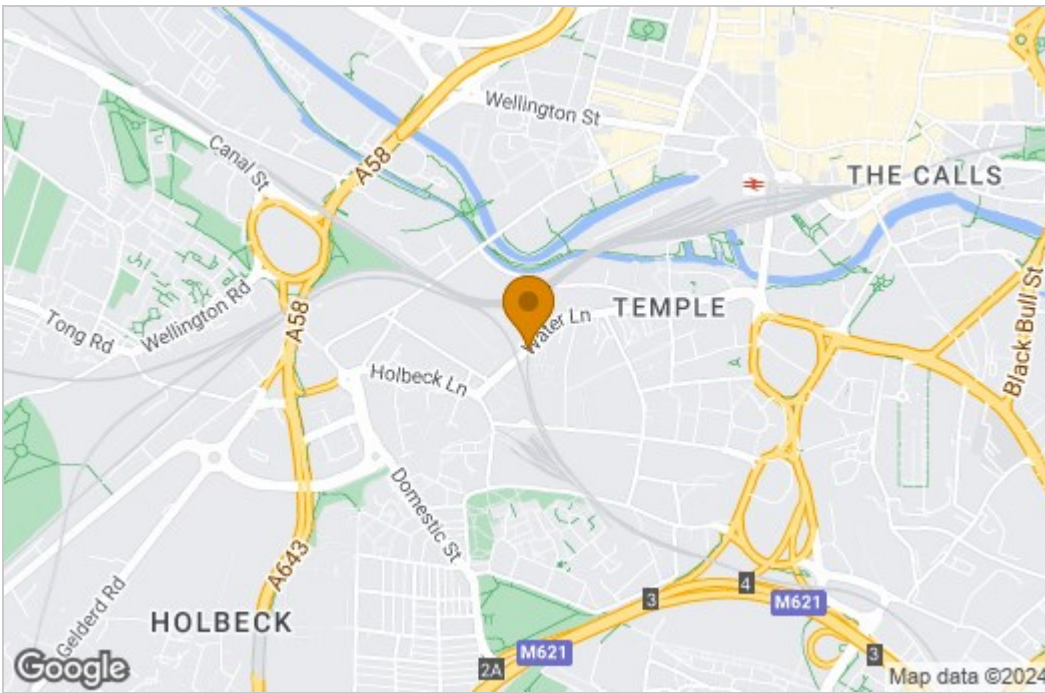 Wellington St
A58
Canal St
THE CALLS
Wellington Rd
Tong Rd
A58
TEMPLE
Water Ln
Black Bull St
Holbeck Ln
Domestic St
A643
Gelderd Rd
HOLBECK
3
4
M621
M621
2A
3
Google
Map data ©2024